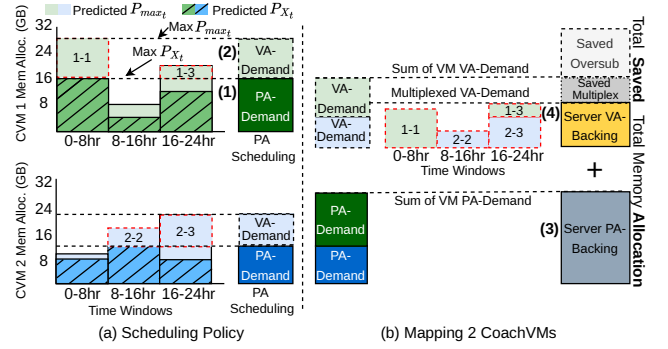 Predicted P_max_t Predicted P_X_t
CVM 1 Mem Alloc. (GB)
32
24
16
8
Max P_max_t
Max P_X_t
1-1
1-3
(2)
(1)
VA-
Demand
PA-
Demand
0-8hr 8-16hr 16-24hr
PA
Scheduling
CVM 2 Mem Alloc. (GB)
32
24
16
8
2-2
2-3
VA-
Demand
PA-
Demand
0-8hr 8-16hr 16-24hr
Time Windows
PA
Scheduling
(a) Scheduling Policy
Sum of VM VA-Demand
Multiplexed VA-Demand
VA-
Demand
VA-
Demand
1-1
2-2
1-3
2-3
0-8hr 8-16hr 16-24hr
Time Windows
(4)
Saved
Oversub
Saved
Multiplex
Server VA-
Backing
+
Sum of VM PA-Demand
PA-
Demand
PA-
Demand
(3)
Server PA-
Backing
Total Saved
Total Memory Allocation
(b) Mapping 2 CoachVMs